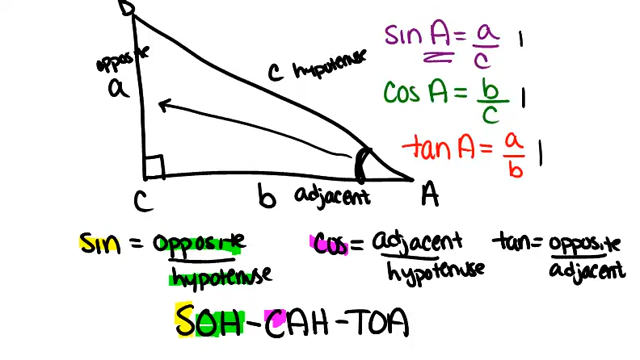 B
opposite
a
c hypotenuse
C
b
adjacent
A
sin A = a/c
cos A = b/c
tan A = a/b
sin = opposite/hypotenuse
cos = adjacent/hypotenuse
tan = opposite/adjacent
SOH-CAH-TOA